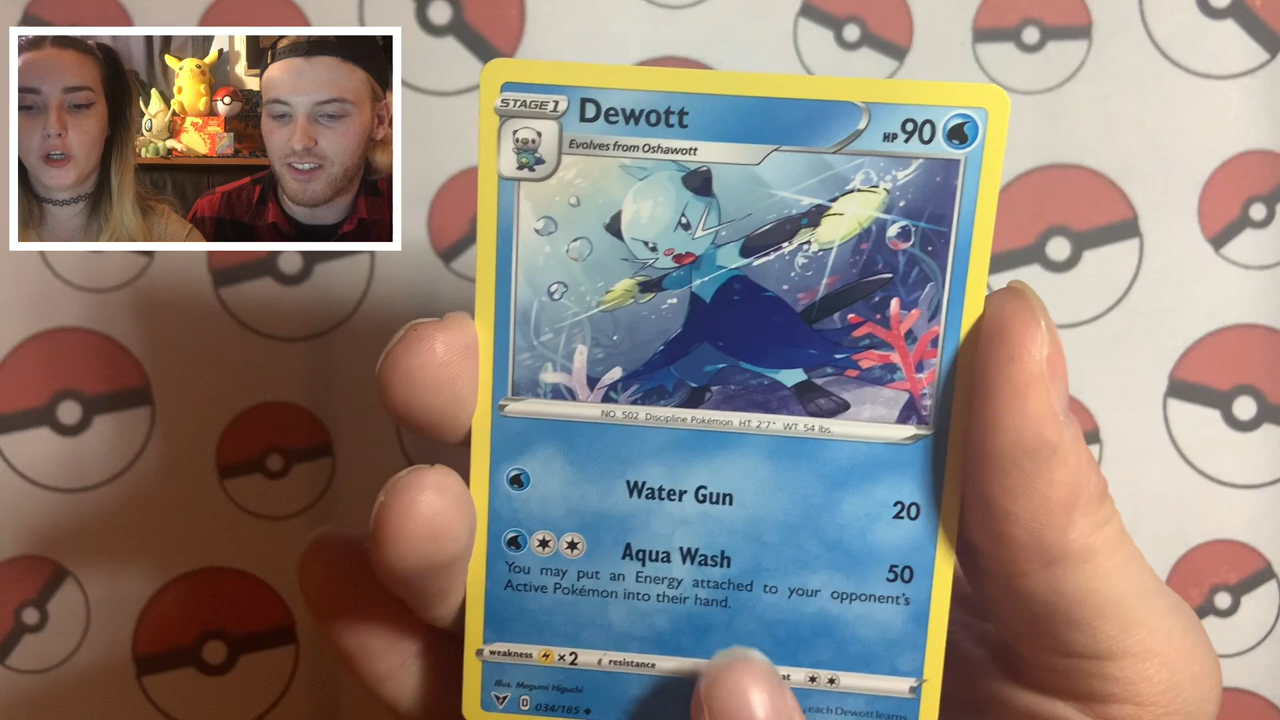 STAGE1
Dewott
HP 90
Evolves from Oshawott
NO. 502 Discipline Pokémon HT: 2'7" WT: 54 lbs.
Water Gun 20
Aqua Wash 50
You may put an Energy attached to your opponent's
Active Pokémon into their hand.
weakness ×2 resistance
Illus. Megumi Higuchi
D 034/185
, each Dewott learns